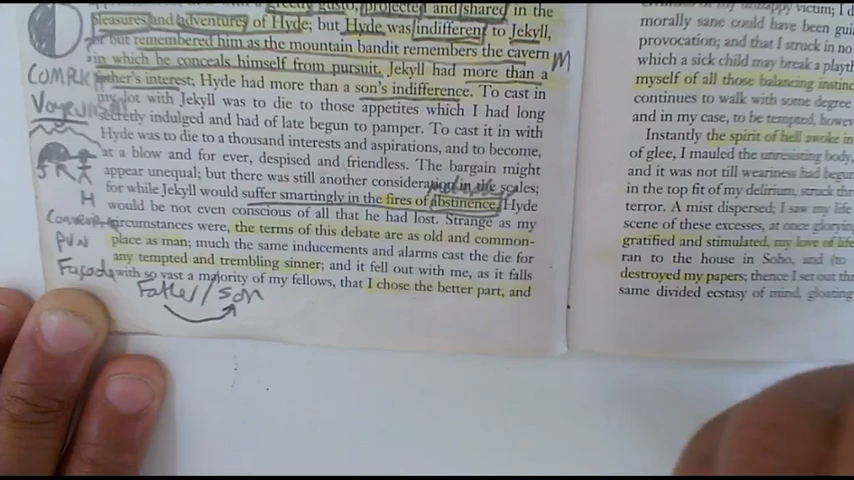 greedy gusto, projected and shared in the
pleasures and adventures of Hyde; but Hyde was indifferent to Jekyll,
or but remembered him as the mountain bandit remembers the cavern
M
in which he conceals himself from pursuit. Jekyll had more than a
father's interest; Hyde had more than a son's indifference. To cast in
my lot with Jekyll was to die to those appetites which I had long
secretly indulged and had of late begun to pamper. To cast it in with
Hyde was to die to a thousand interests and aspirations, and to become,
at a blow and for ever, despised and friendless. The bargain might
appear unequal; but there was still another consideration in the scales;
for while Jekyll would suffer smartingly in the fires of abstinence, Hyde
would be not even conscious of all that he had lost. Strange as my
circumstances were, the terms of this debate are as old and common-
place as man; much the same inducements and alarms cast the die for
any tempted and trembling sinner; and it fell out with me, as it falls
with so vast a majority of my fellows, that I chose the better part, and
H
Façade
Father/Son
victim; I d
morally sane could have been gui
provocation; and that I struck in no
which a sick child may break a playth
myself of all those balancing instinc
continues to walk with some degree
and in my case, to be tempted, howev
Instantly the spirit of hell awoke in
of glee, I mauled the unresisting body,
and it was not till weariness had begun
in the top fit of my delirium, struck thr
terror. A mist dispersed; I saw my life
scene of these excesses, at once glorying
gratified and stimulated, my love of life
ran to the house in Soho, and (to
destroyed my papers; thence I set out thr
same divided ecstasy of mind, gloating